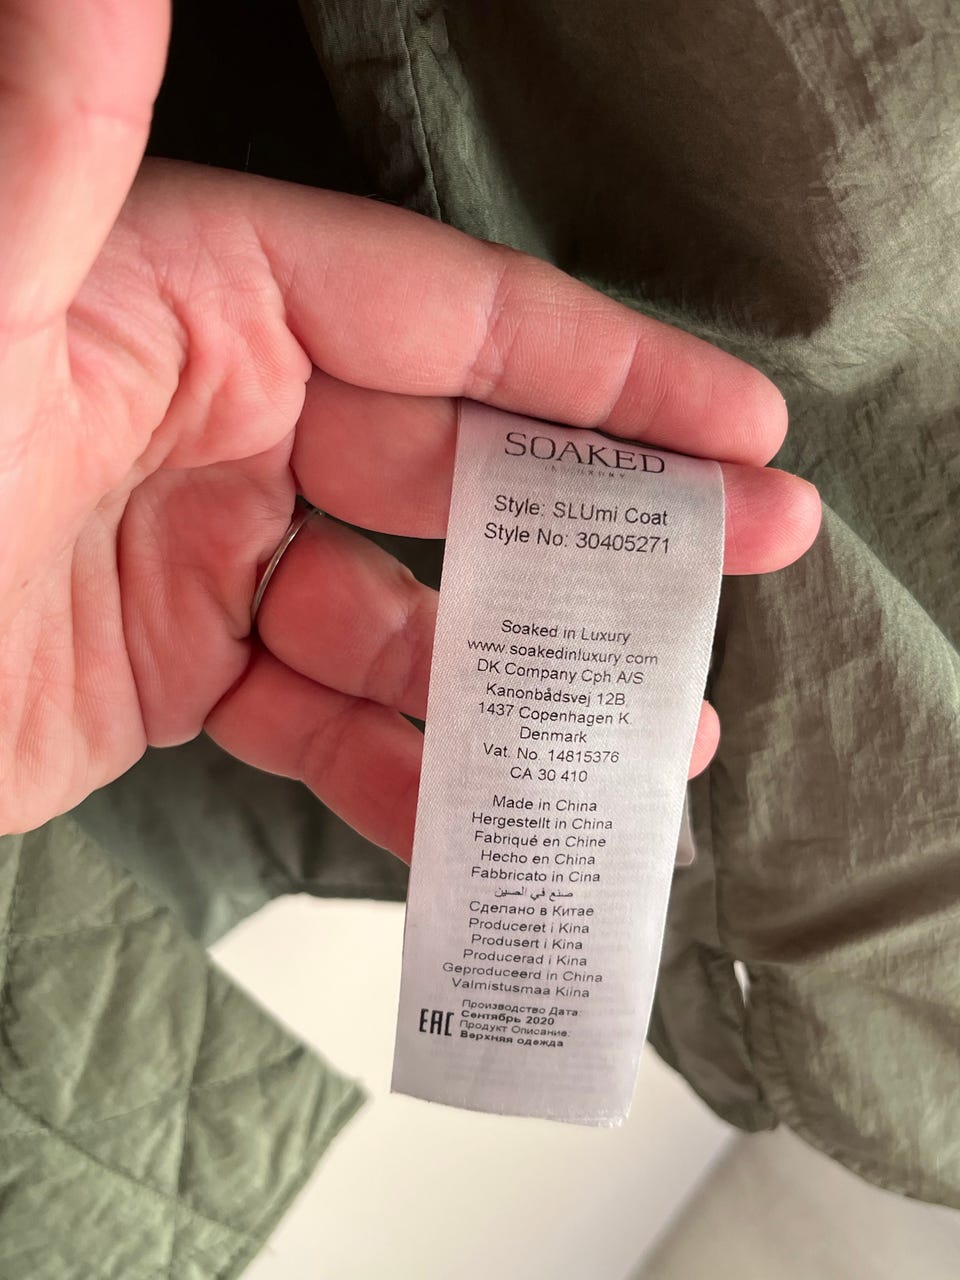 SOAKED
IN LUXURY
Style: SLUmi Coat
Style No: 30405271
Soaked in Luxury
www.soakedinluxury.com
DK Company Cph A/S
Kanonbådsvej 12B,
1437 Copenhagen K.
Denmark
Vat. No. 14815376
CA 30 410
Made in China
Hergestellt in China
Fabriqué en Chine
Hecho en China
Fabbricato in Cina
صنع في الصين
Сделано в Китае
Produceret i Kina
Produsert i Kina
Producerad i Kina
Geproduceerd in China
Valmistusmaa Kiina
EAC
Производство Дата:
Сентябрь 2020
Продукт Описание:
Верхняя одежда